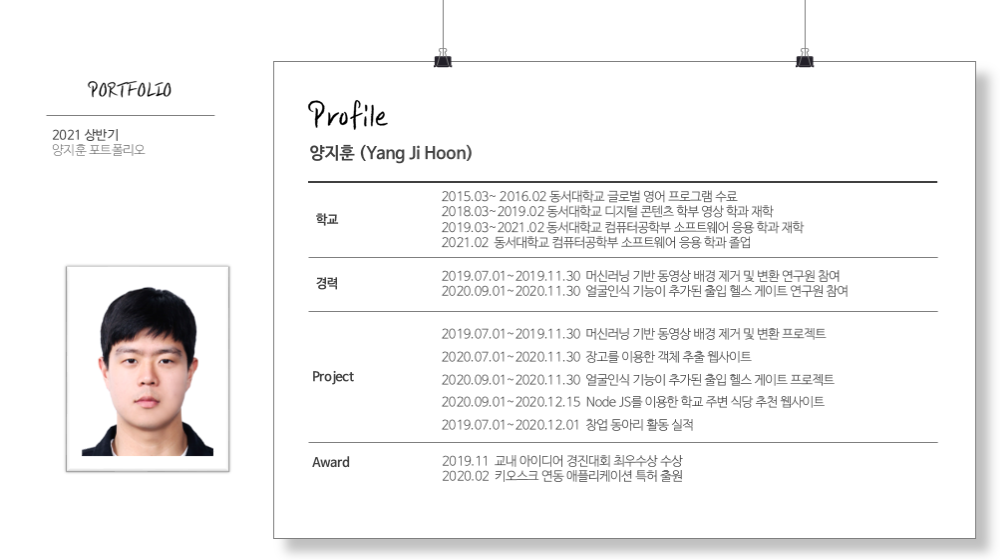 PORTFOLIO
2021 상반기
양지훈 포트폴리오
Profile
양지훈 (Yang Ji Hoon)
학교
2015.03~ 2016.02 동서대학교 글로벌 영어 프로그램 수료
2018.03~2019.02 동서대학교 디지털 콘텐츠 학부 영상 학과 재학
2019.03~2021.02 동서대학교 컴퓨터공학부 소프트웨어 응용 학과 재학
2021.02 동서대학교 컴퓨터공학부 소프트웨어 응용 학과 졸업
경력
2019.07.01~2019.11.30 머신러닝 기반 동영상 배경 제거 및 변환 연구원 참여
2020.09.01~2020.11.30 얼굴인식 기능이 추가된 출입 헬스 게이트 연구원 참여
Project
2019.07.01~2019.11.30 머신러닝 기반 동영상 배경 제거 및 변환 프로젝트
2020.07.01~2020.11.30 장고를 이용한 객체 추출 웹사이트
2020.09.01~2020.11.30 얼굴인식 기능이 추가된 출입 헬스 게이트 프로젝트
2020.09.01~2020.12.15 Node JS를 이용한 학교 주변 식당 추천 웹사이트
2019.07.01~2020.12.01 창업 동아리 활동 실적
Award
2019.11 교내 아이디어 경진대회 최우수상 수상
2020.02 키오스크 연동 애플리케이션 특허 출원